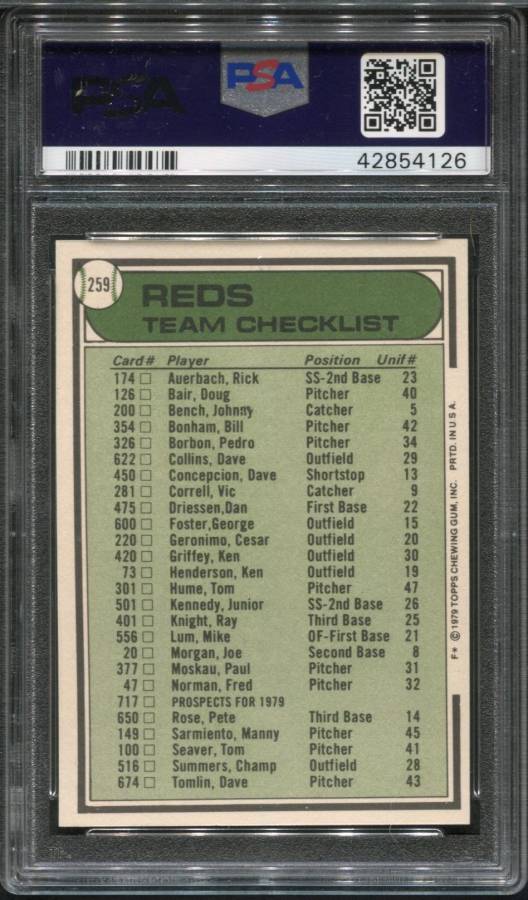 PSA
PSA
42854126
259
REDS
TEAM CHECKLIST
Card # Player Position Unif #
174 Auerbach, Rick SS-2nd Base 23
126 Bair, Doug Pitcher 40
200 Bench, Johnny Catcher 5
354 Bonham, Bill Pitcher 42
326 Borbon, Pedro Pitcher 34
622 Collins, Dave Outfield 29
450 Concepcion, Dave Shortstop 13
281 Correll, Vic Catcher 9
475 Driessen,Dan First Base 22
600 Foster,George Outfield 15
220 Geronimo, Cesar Outfield 20
420 Griffey, Ken Outfield 30
73 Henderson, Ken Outfield 19
301 Hume, Tom Pitcher 47
501 Kennedy, Junior SS-2nd Base 26
401 Knight, Ray Third Base 25
556 Lum, Mike OF-First Base 21
20 Morgan, Joe Second Base 8
377 Moskau, Paul Pitcher 31
47 Norman, Fred Pitcher 32
717 PROSPECTS FOR 1979
650 Rose, Pete Third Base 14
149 Sarmiento, Manny Pitcher 45
100 Seaver, Tom Pitcher 41
516 Summers, Champ Outfield 28
674 Tomlin, Dave Pitcher 43
F* © 1979 TOPPS CHEWING GUM, INC. PRTD. IN U.S.A.